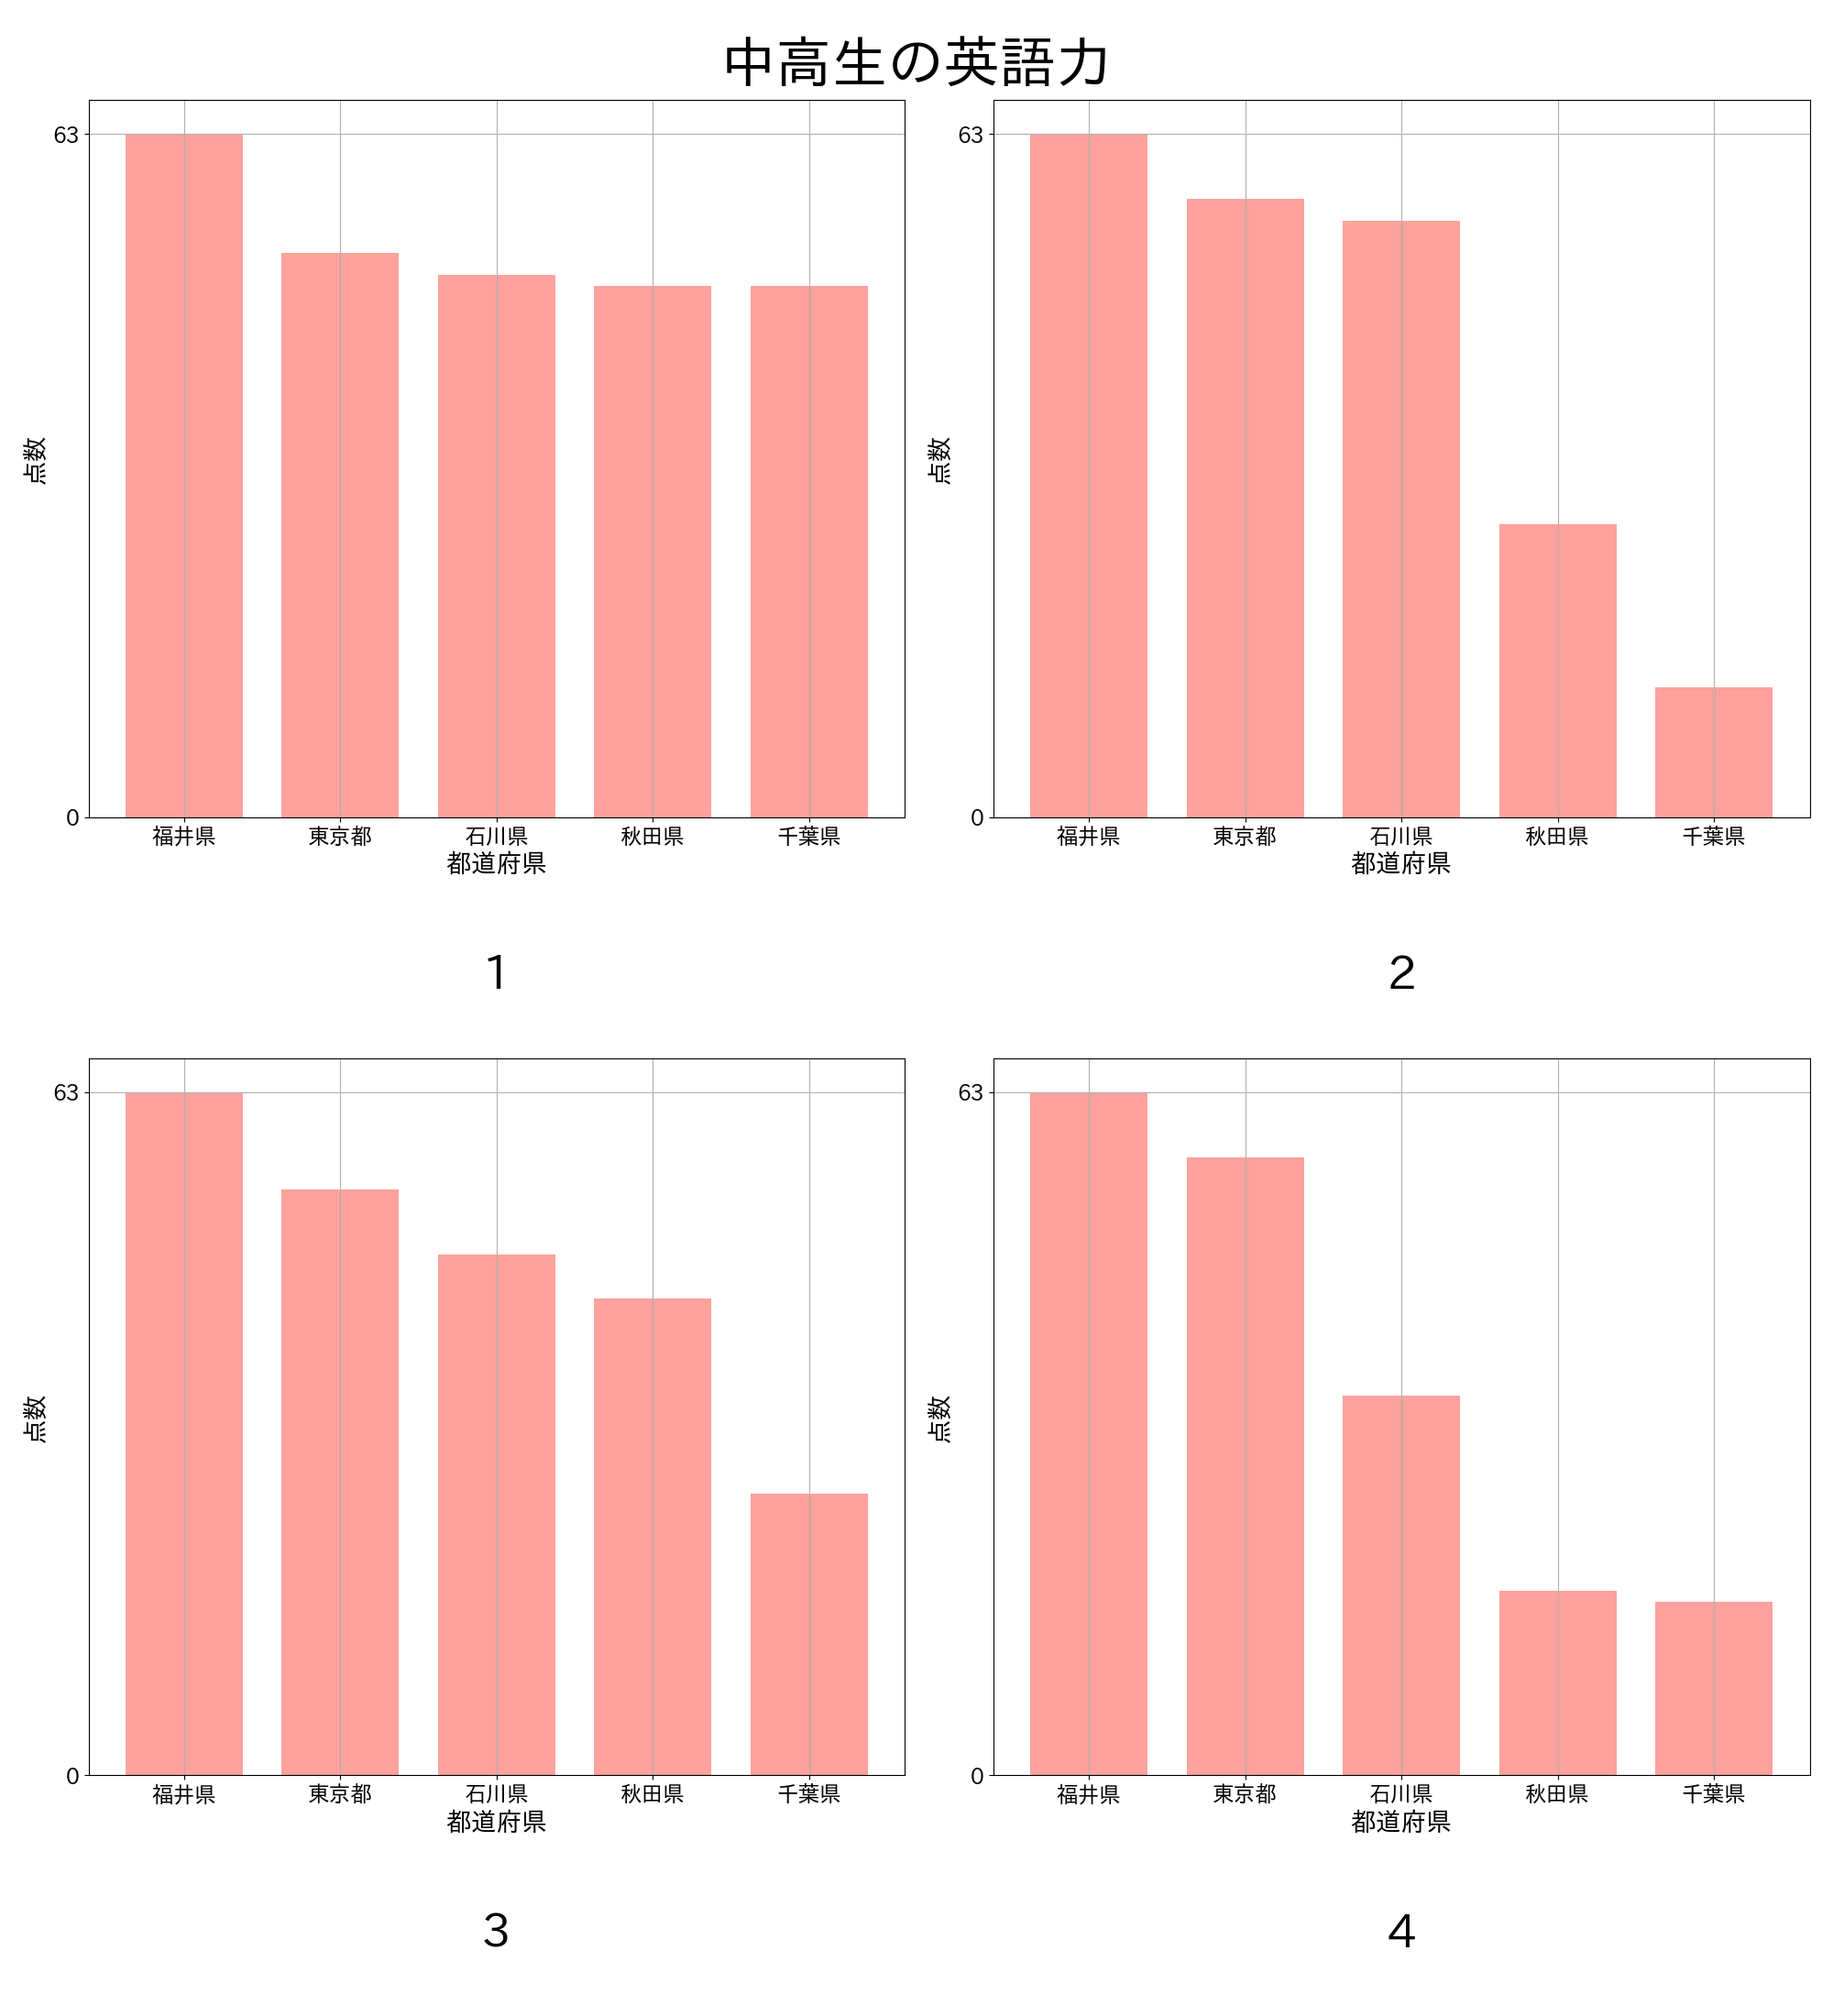 中高生の英語力
63
0
点数
福井県 東京都 石川県 秋田県 千葉県
都道府県
1
63
0
点数
福井県 東京都 石川県 秋田県 千葉県
都道府県
2
63
0
点数
福井県 東京都 石川県 秋田県 千葉県
都道府県
3
63
0
点数
福井県 東京都 石川県 秋田県 千葉県
都道府県
4